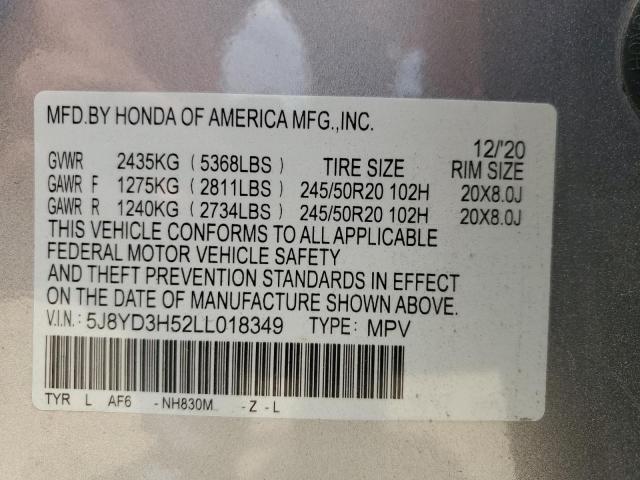 MFD.BY HONDA OF AMERICA MFG.,INC.
12/'20
GVWR 2435KG (5368LBS) TIRE SIZE RIM SIZE
GAWR F 1275KG (2811LBS) 245/50R20 102H 20X8.0J
GAWR R 1240KG (2734LBS) 245/50R20 102H 20X8.0J
THIS VEHICLE CONFORMS TO ALL APPLICABLE
FEDERAL MOTOR VEHICLE SAFETY
AND THEFT PREVENTION STANDARDS IN EFFECT
ON THE DATE OF MANUFACTURE SHOWN ABOVE.
V.I.N.: 5J8YD3H52LL018349 TYPE: MPV
TYR L AF6 -NH830M -Z-L